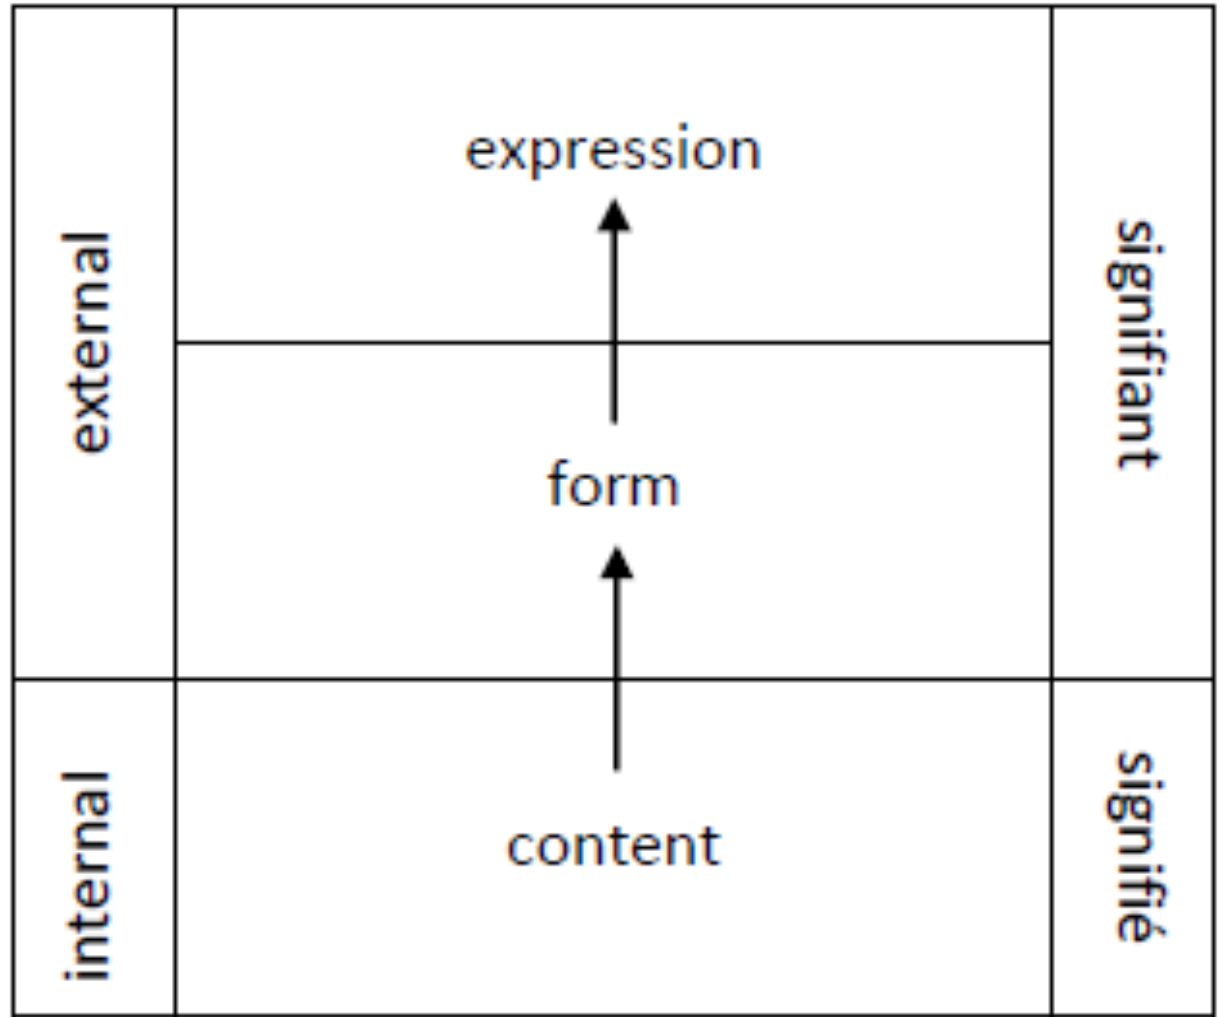 external
expression
form
signifiant
internal
content
signifié